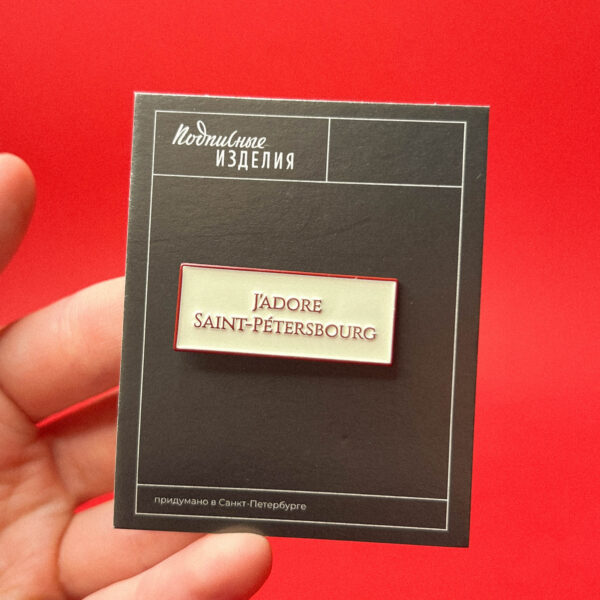 Подписные
ИЗДЕЛИЯ
J'ADORE
SAINT-PÉTERSBOURG
придумано в Санкт-Петербурге